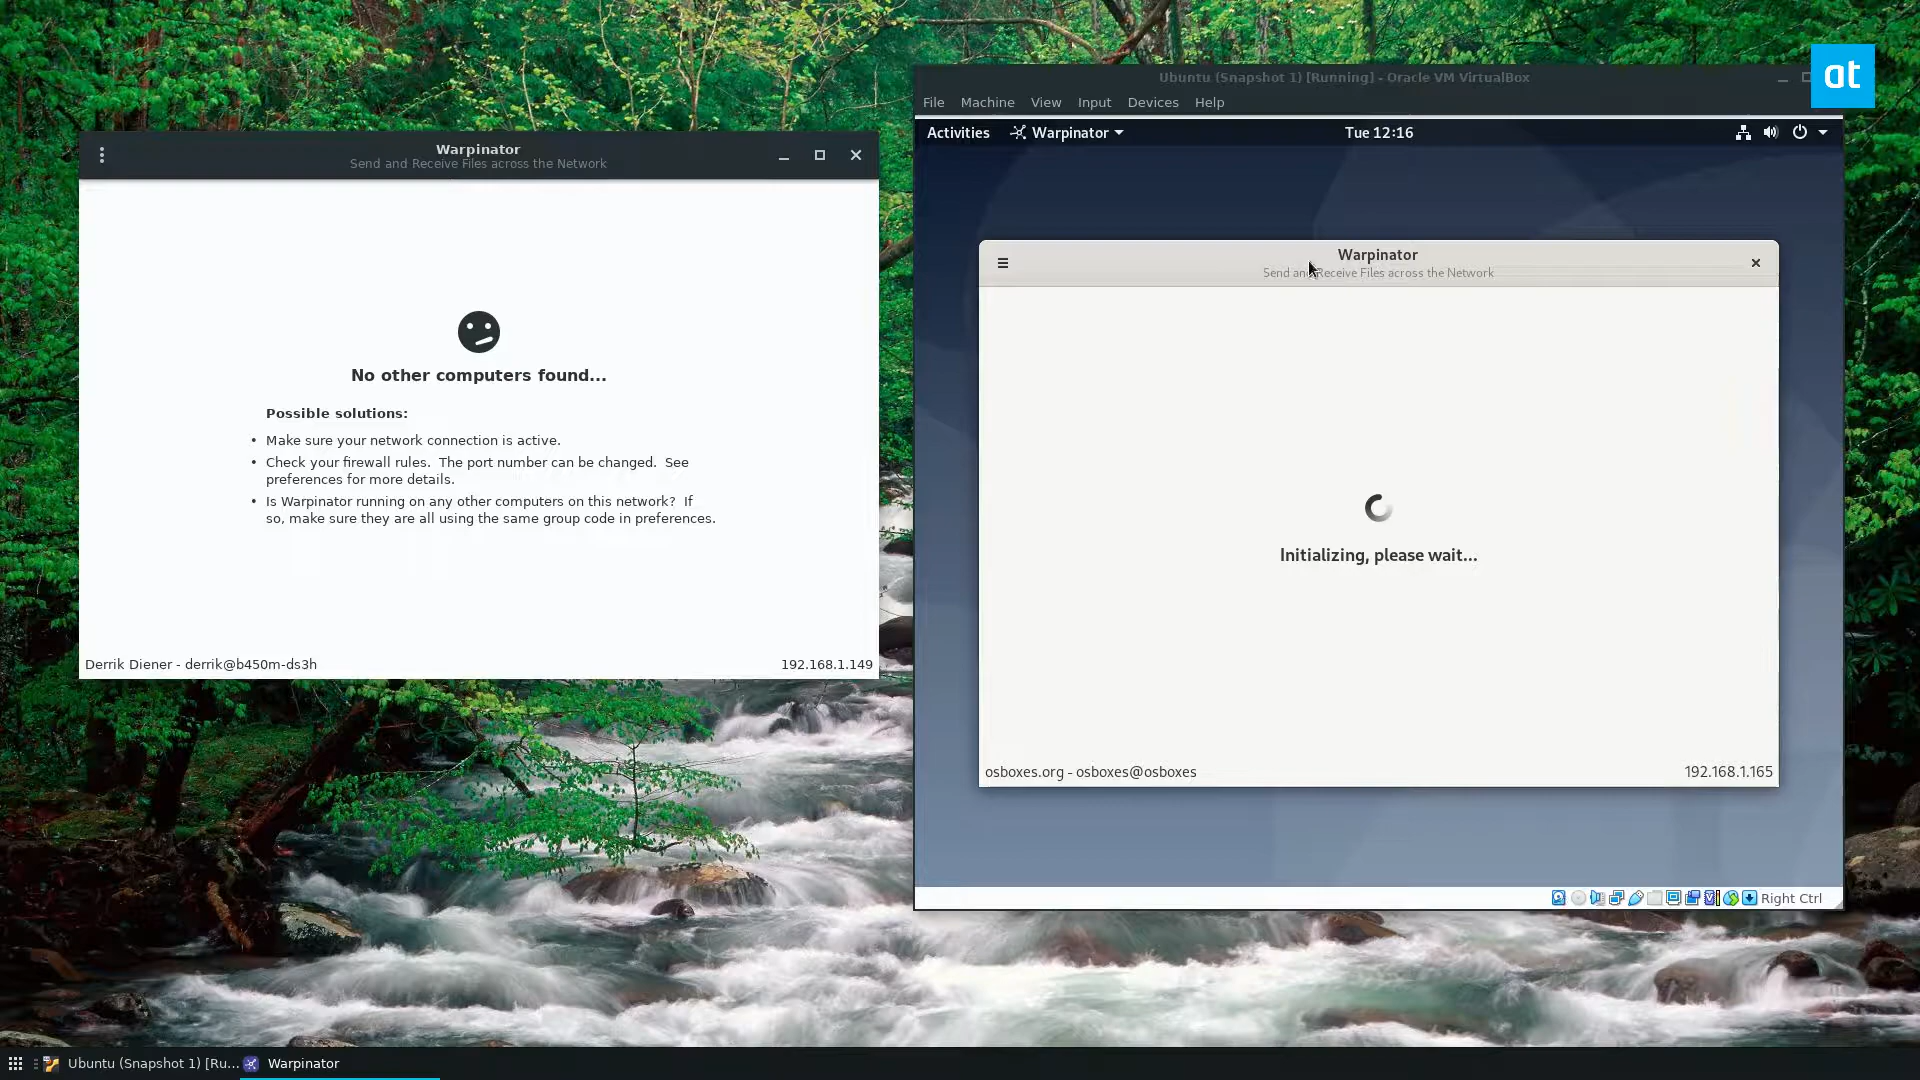 at
Ubuntu (Snapshot 1) [Running] - Oracle VM VirtualBox
File Machine View Input Devices Help
Activities Warpinator Tue 12:16
Warpinator
Send and Receive Files across the Network
No other computers found...
Possible solutions:
• Make sure your network connection is active.
• Check your firewall rules.  The port number can be changed.  See
preferences for more details.
• Is Warpinator running on any other computers on this network?  If
so, make sure they are all using the same group code in preferences.
Derrik Diener - derrik@b450m-ds3h 192.168.1.149
Warpinator
Send and Receive Files across the Network
Initializing, please wait...
osboxes.org - osboxes@osboxes 192.168.1.165
Right Ctrl
Ubuntu (Snapshot 1) [Ru... Warpinator